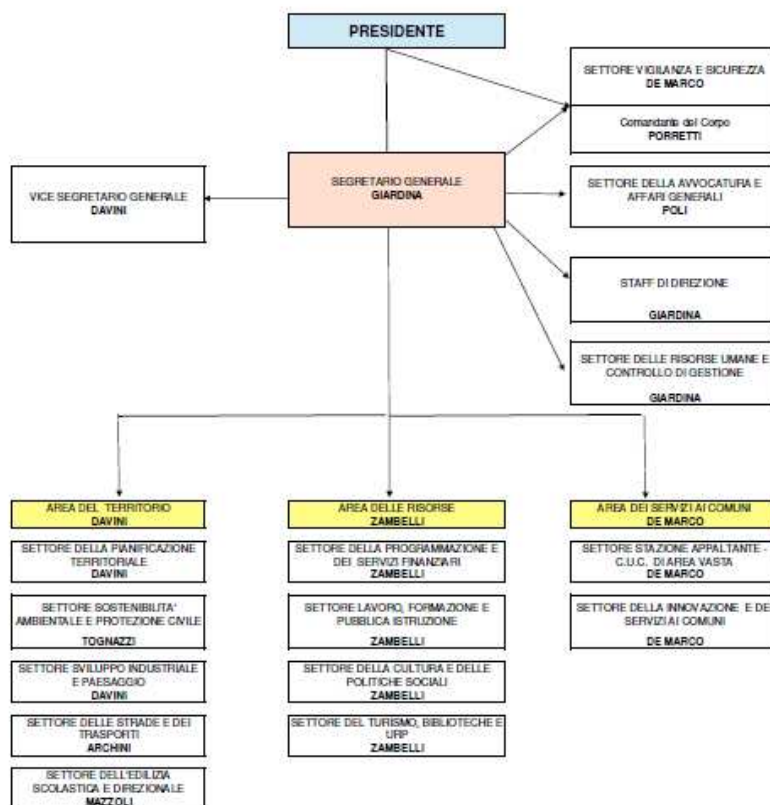 PRESIDENTE
SETTORE VIGILANZA E SICUREZZA
DE MARCO
Comandante del Corpo
PORRETTI
SEGRETARIO GENERALE
GIARDINA
VICE SEGRETARIO GENERALE
DAVINI
SETTORE DELLA AVVOCATURA E
AFFARI GENERALI
POLI
STAFF DI DIREZIONE
GIARDINA
SETTORE DELLE RISORSE UMANE E
CONTROLLO DI GESTIONE
GIARDINA
AREA DEL TERRITORIO
DAVINI
SETTORE DELLA PIANIFICAZIONE
TERRITORIALE
DAVINI
SETTORE SOSTENIBILITA'
AMBIENTALE E PROTEZIONE CIVILE
TOGNAZZI
SETTORE SVILUPPO INDUSTRIALE
E PAESAGGIO
DAVINI
SETTORE DELLE STRADE E DEI
TRASPORTI
ARCHINI
SETTORE DELL'EDILIZIA
SCOLASTICA E DIREZIONALE
MAZZOLI
AREA DELLE RISORSE
ZAMBELLI
SETTORE DELLA PROGRAMMAZIONE E
DEI SERVIZI FINANZIARI
ZAMBELLI
SETTORE LAVORO, FORMAZIONE E
PUBBLICA ISTRUZIONE
ZAMBELLI
SETTORE DELLA CULTURA E DELLE
POLITICHE SOCIALI
ZAMBELLI
SETTORE DEL TURISMO, BIBLIOTECHE E
URP
ZAMBELLI
AREA DEI SERVIZI AI COMUNI
DE MARCO
SETTORE STAZIONE APPALTANTE -
C.U.C. DI AREA VASTA
DE MARCO
SETTORE DELLA INNOVAZIONE E DEI
SERVIZI AI COMUNI
DE MARCO